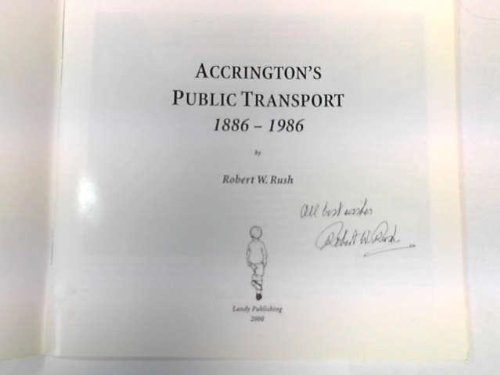 ACCRINGTON'S
PUBLIC TRANSPORT
1886 – 1986
by
Robert W. Rush
All best wishes
Robert W. Rush
Landy Publishing
2000